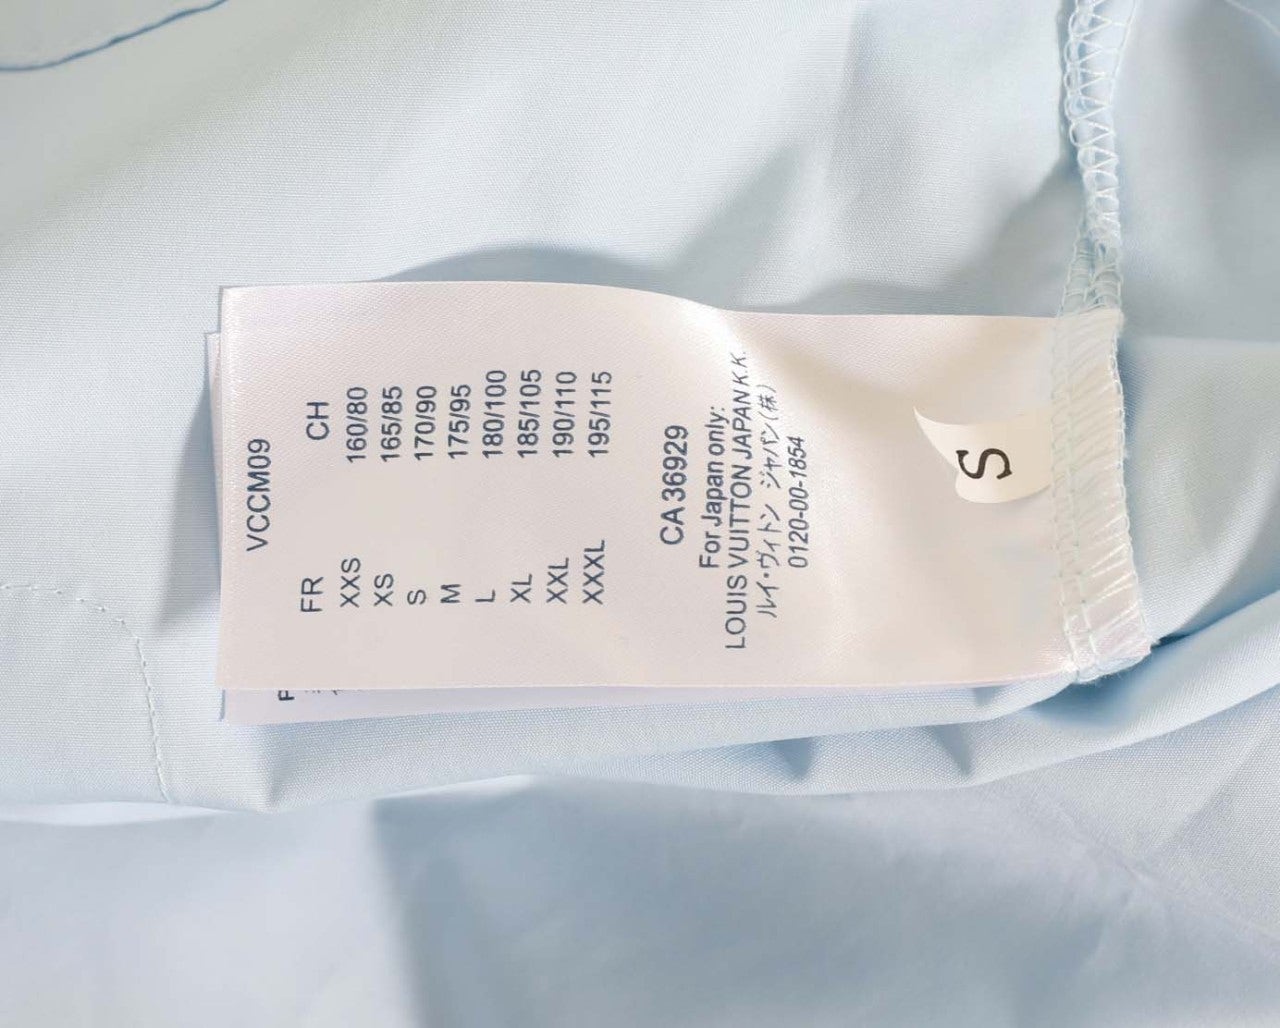 VCCM09
FR CH
XXS 160/80
XS 165/85
S 170/90
M 175/95
L 180/100
XL 185/105
XXL 190/110
XXXL 195/115
CA 36929
For Japan only:
LOUIS VUITTON JAPAN K.K.
ルイ・ヴィトン ジャパン(株)
0120-00-1854
S